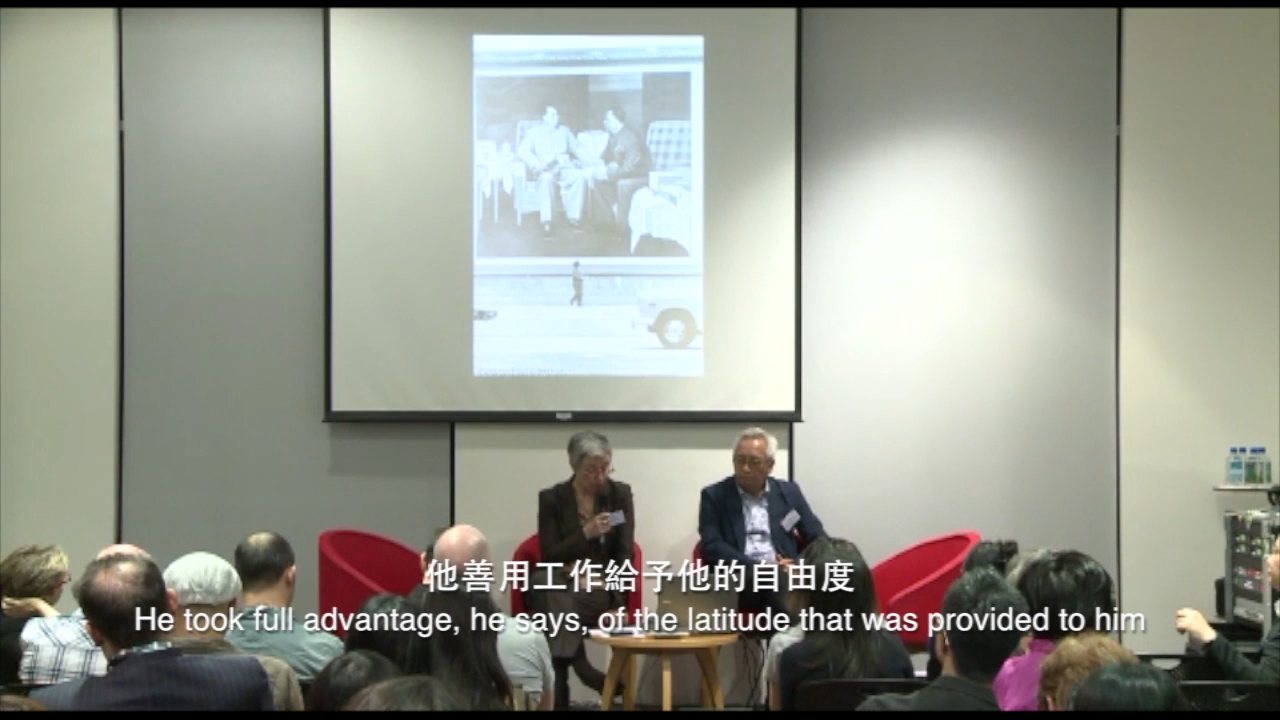 他善用工作給予他的自由度
He took full advantage, he says, of the latitude that was provided to him